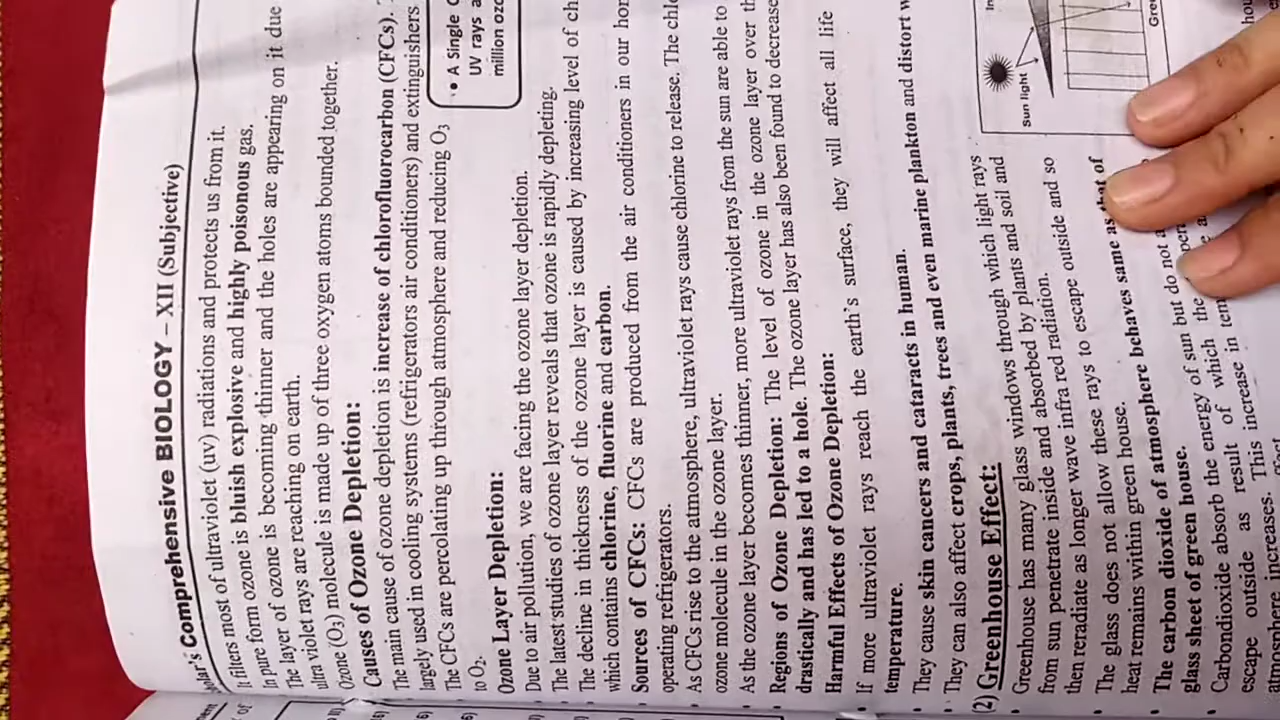 Comprehensive BIOLOGY – XII (Subjective)
It filters most of ultraviolet (uv) radiations and protects us from it.
In pure form ozone is bluish explosive and highly poisonous gas.
The layer of ozone is becoming thinner and the holes are appearing on it due
ultra violet rays are reaching on earth.
Ozone (O3) molecule is made up of three oxygen atoms bounded together.
Causes of Ozone Depletion:
The main cause of ozone depletion is increase of chlorofluorocarbon (CFCs).
largely used in cooling systems (refrigerators air conditioners) and extinguishers
The CFCs are percolating up through atmosphere and reducing O3
to O2.
• A Single
UV rays a
million ozo
Ozone Layer Depletion:
Due to air pollution, we are facing the ozone layer depletion.
The latest studies of ozone layer reveals that ozone is rapidly depleting.
The decline in thickness of the ozone layer is caused by increasing level of
which contains chlorine, fluorine and carbon.
Sources of CFCs: CFCs are produced from the air conditioners in our
operating refrigerators.
As CFCs rise to the atmosphere, ultraviolet rays cause chlorine to release. The
ozone molecule in the ozone layer.
As the ozone layer becomes thinner, more ultraviolet rays from the sun are able to
Regions of Ozone Depletion: The level of ozone in the ozone layer over
drastically and has led to a hole. The ozone layer has also been found to decrease
Harmful Effects of Ozone Depletion:
• If more ultraviolet rays reach the earth's surface, they will affect all life
temperature.
• They cause skin cancers and cataracts in human.
• They can also affect crops, plants, trees and even marine plankton and distort
(2) Greenhouse Effect:
• Greenhouse has many glass windows through which light rays
from sun penetrate inside and absorbed by plants and soil and
then reradiate as longer wave infra red radiation.
• The glass does not allow these rays to escape outside and so
heat remains within green house.
• The carbon dioxide of atmosphere behaves same as that of
glass sheet of green house.
• Carbondioxide absorb the energy of sun but do not
escape outside as result of which the
atmosphere increases. This increase in
Sun light
Gree